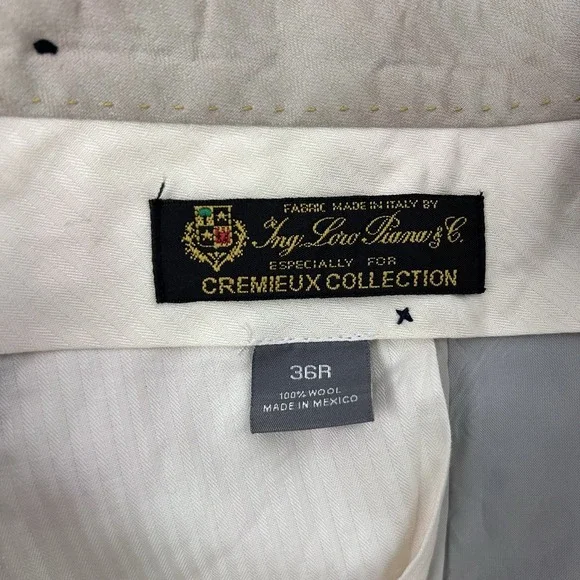 FABRIC MADE IN ITALY BY
Ing. Loro Piana & C.
ESPECIALLY FOR
CREMIEUX COLLECTION
36R
100% WOOL
MADE IN MEXICO